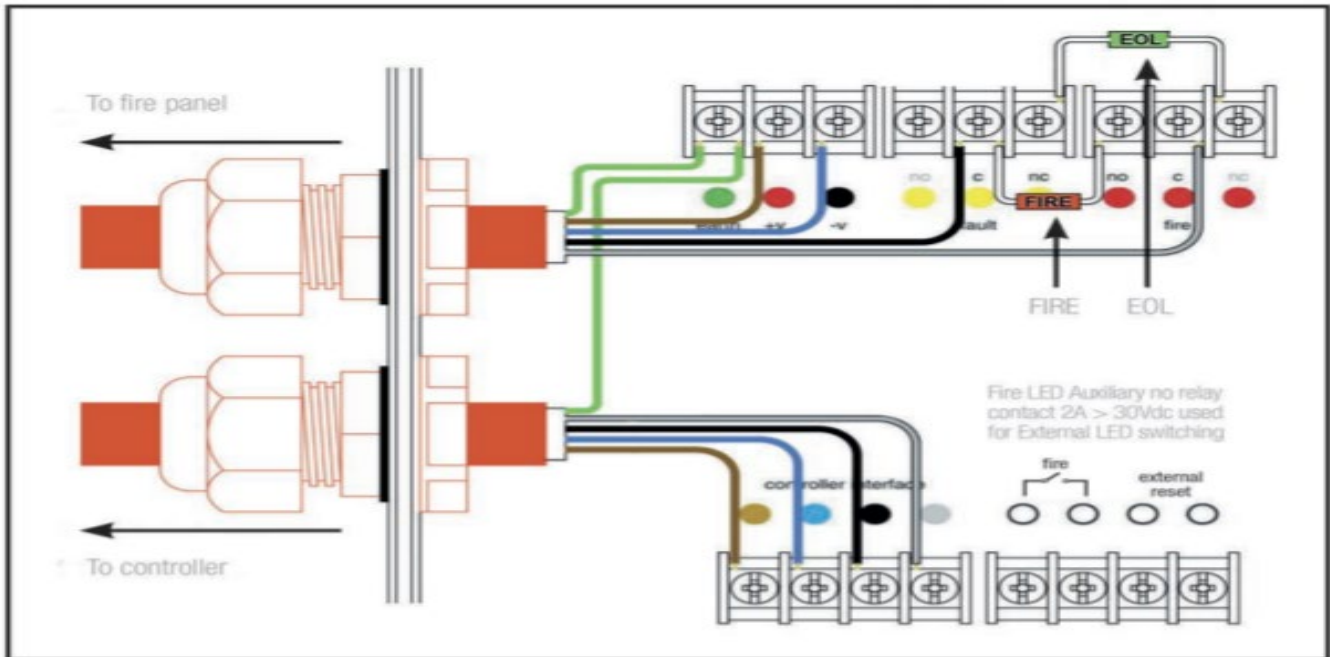 EOL
To fire panel
no c nc no c nc
FIRE
+v -v fire
FIRE EOL
Fire LED Auxiliary no relay
contact 2A > 30Vdc used
for External LED switching
fire external
reset
controller interface
To controller